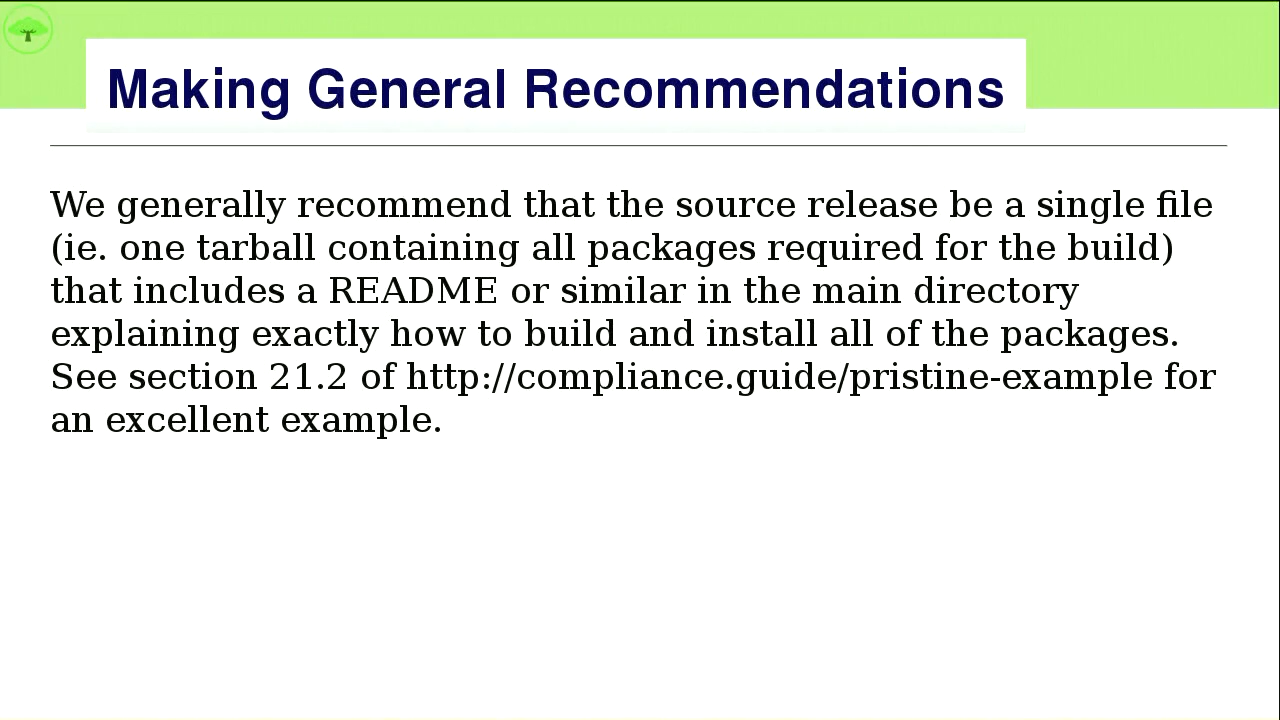 Making General Recommendations
We generally recommend that the source release be a single file
(ie. one tarball containing all packages required for the build)
that includes a README or similar in the main directory
explaining exactly how to build and install all of the packages.
See section 21.2 of http://compliance.guide/pristine-example for
an excellent example.